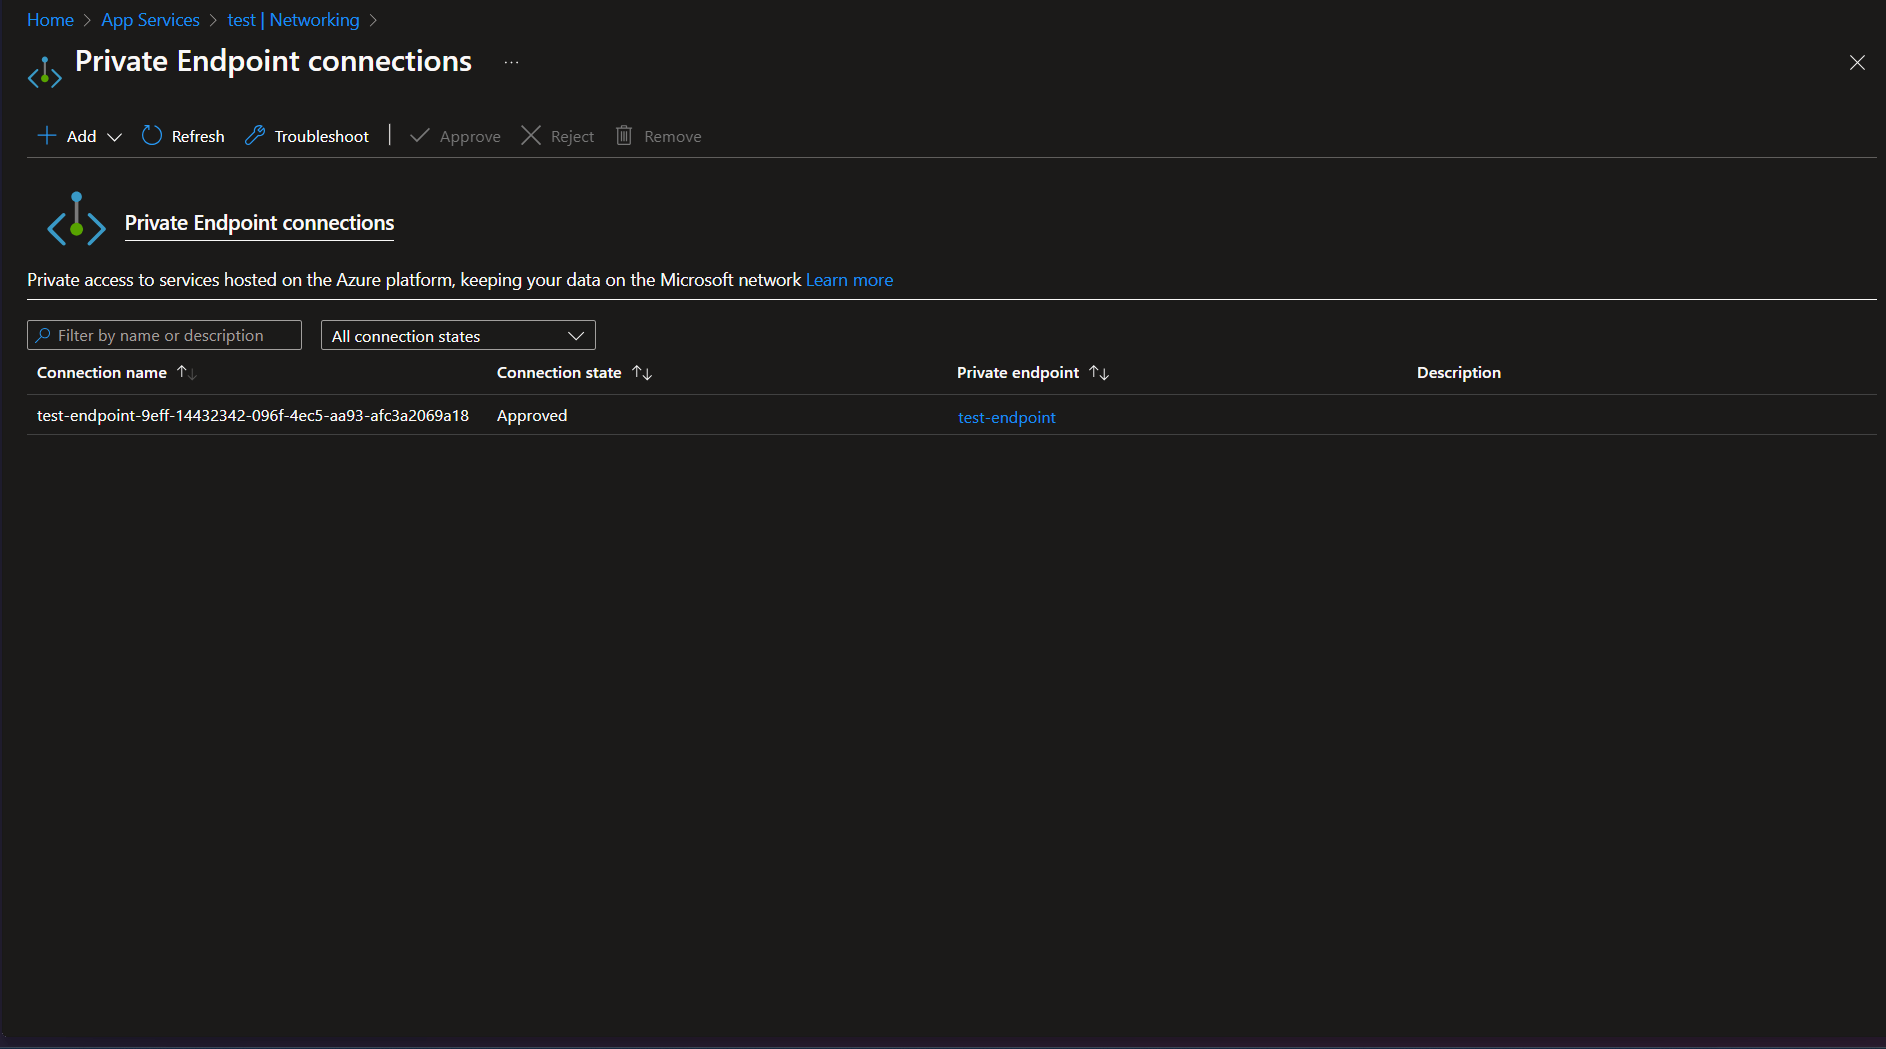 Home > App Services > test | Networking >
Private Endpoint connections ...
Add Refresh Troubleshoot | Approve Reject Remove
Private Endpoint connections
Private access to services hosted on the Azure platform, keeping your data on the Microsoft network Learn more
Filter by name or description All connection states
Connection name ↑↓ Connection state ↑↓ Private endpoint ↑↓ Description
test-endpoint-9eff-14432342-096f-4ec5-aa93-afc3a2069a18 Approved test-endpoint